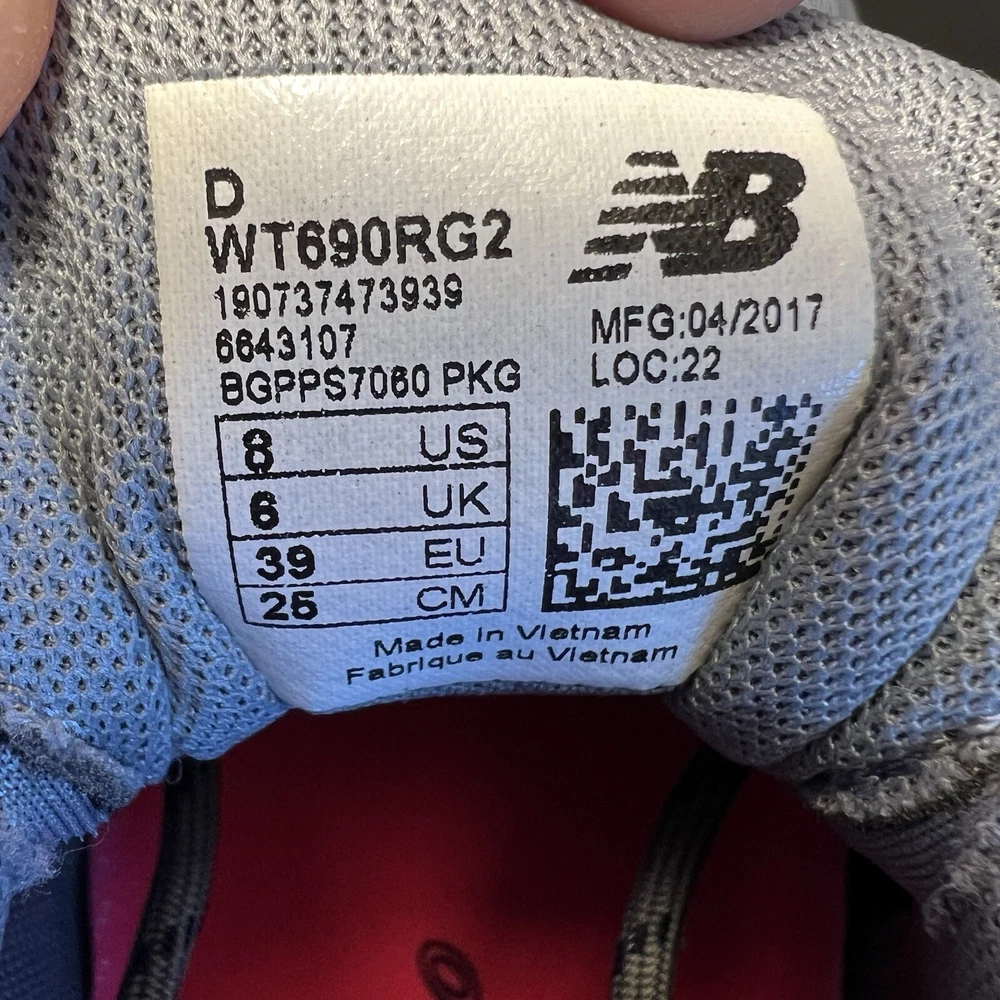 D
WT690RG2
190737473939
6643107
BGPPS7060 PKG
NB
MFG:04/2017
LOC:22
8 US
6 UK
39 EU
25 CM
Made in Vietnam
Fabrique au Vietnam